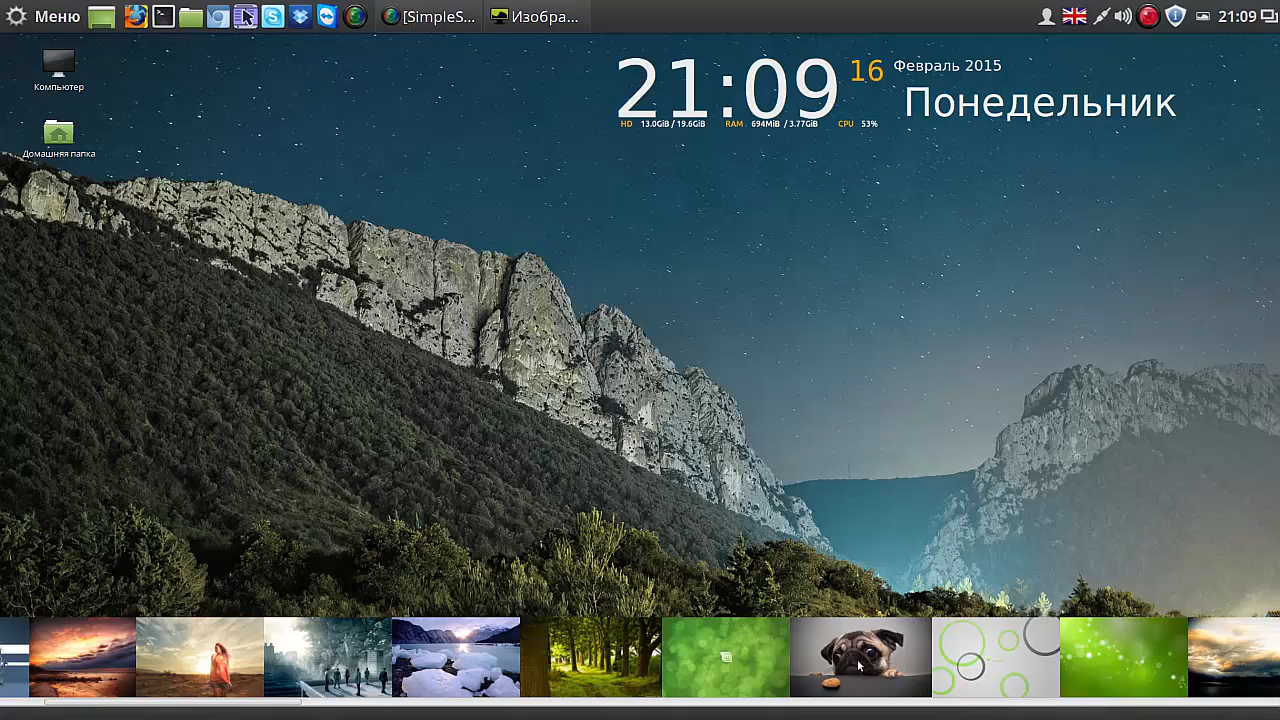 Меню
[SimpleS...
Изобра...
21:09
21:09
16
Февраль 2015
Понедельник
HD 13.0GiB / 19.6GiB RAM 694MiB / 3.77GiB CPU 53%
Компьютер
Домашняя папка